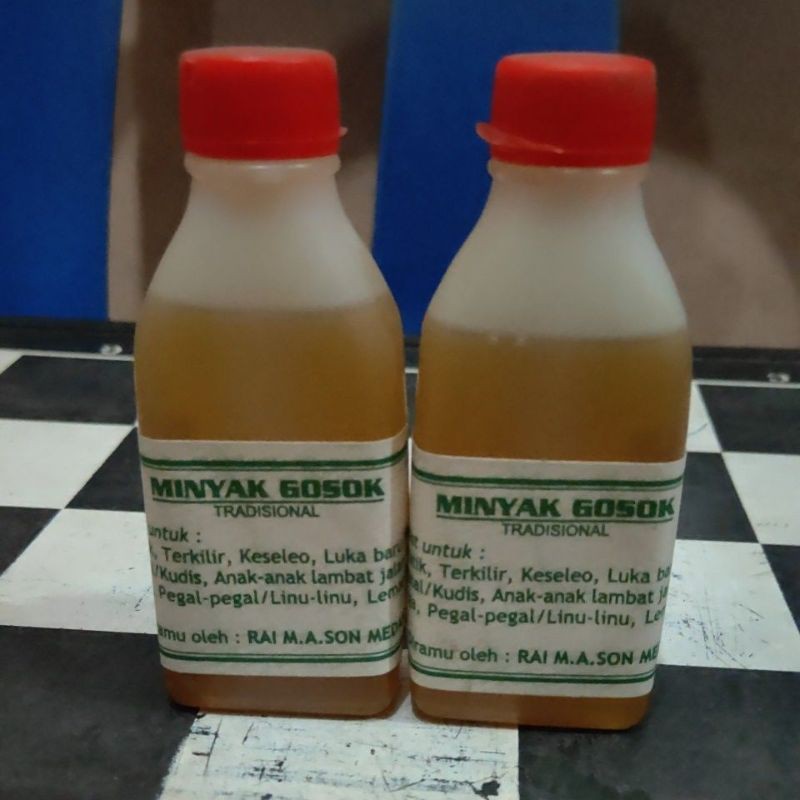 MINYAK GOSOK
TRADISIONAL
untuk :
Terkilir, Keseleo, Luka
/Kudis, Anak-anak lambat
Pegal-pegal/Linu-linu,
oleh : RAI M.A.SON
MINYAK GOSOK
TRADISIONAL
untuk :
Terkilir, Keseleo, Luka
/Kudis, Anak-anak lambat
Pegal-pegal/Linu-linu,
oleh : RAI M.A.SON